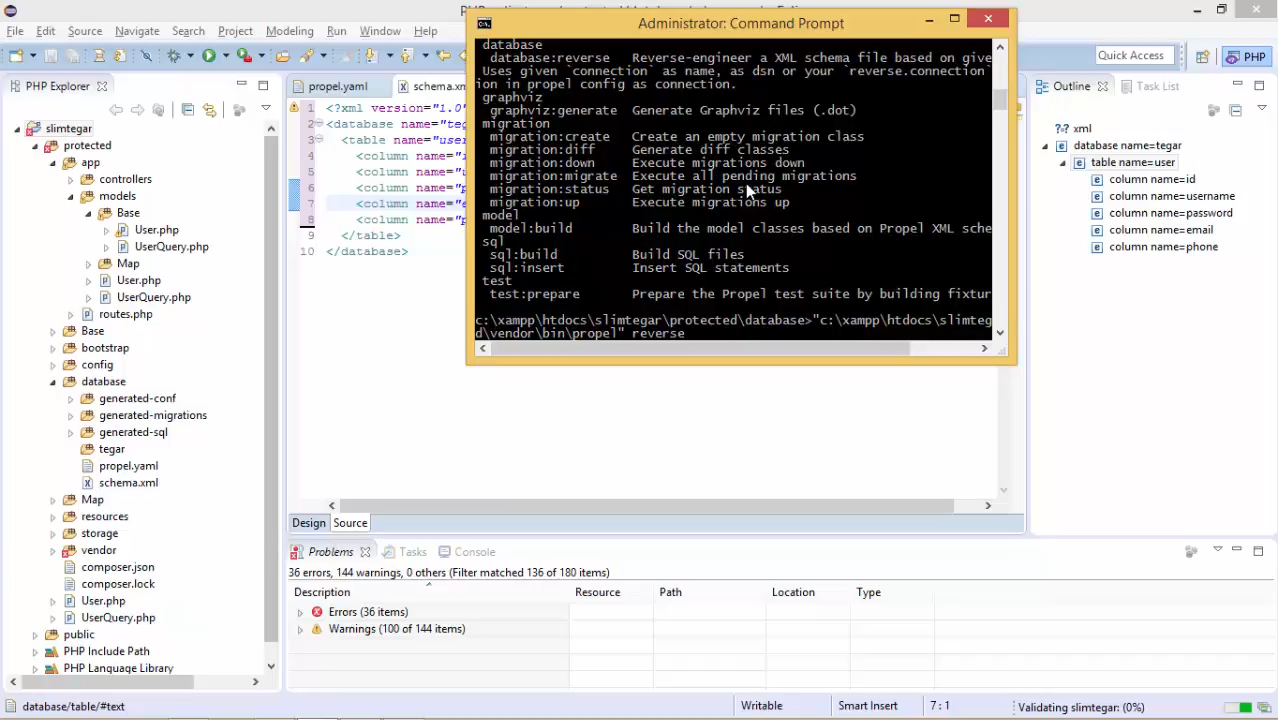 Administrator: Command Prompt
File Edit Source Navigate Search Project Modeling Run Window
Quick Access
PHP
PHP Explorer
slimtegar
protected
app
controllers
models
Base
User.php
UserQuery.php
Map
User.php
UserQuery.php
routes.php
Base
bootstrap
config
database
generated-conf
generated-migrations
generated-sql
tegar
propel.yaml
schema.xml
Map
resources
storage
vendor
composer.json
composer.lock
User.php
UserQuery.php
public
PHP Include Path
PHP Language Library
propel.yaml
schema.xm
1 <?xml version="1.0
2 <database name="te
3 <table name="use
4 <column name="
5 <column name="
6 <column name="u
7 <column name="e
8 <column name="p
9 </table>
10 </database>
database
database:reverse Reverse-engineer a XML schema file based on give
Uses given `connection` as name, as dsn or your `reverse.connection`
ion in propel config as connection.
graphviz
graphviz:generate Generate Graphviz files (.dot)
migration
migration:create Create an empty migration class
migration:diff Generate diff classes
migration:down Execute migrations down
migration:migrate Execute all pending migrations
migration:status Get migration status
migration:up Execute migrations up
model
model:build Build the model classes based on Propel XML sche
sql
sql:build Build SQL files
sql:insert Insert SQL statements
test
test:prepare Prepare the Propel test suite by building fixtur
c:\xampp\htdocs\slimtegar\protected\database>"c:\xampp\htdocs\slimteg
d\vendor\bin\propel" reverse
Outline
Task List
xml
database name=tegar
table name=user
column name=id
column name=username
column name=password
column name=email
column name=phone
Design Source
Problems Tasks Console
36 errors, 144 warnings, 0 others (Filter matched 136 of 180 items)
Description Resource Path Location Type
Errors (36 items)
Warnings (100 of 144 items)
database/table/#text
Writable
Smart Insert
7 : 1
Validating slimtegar: (0%)